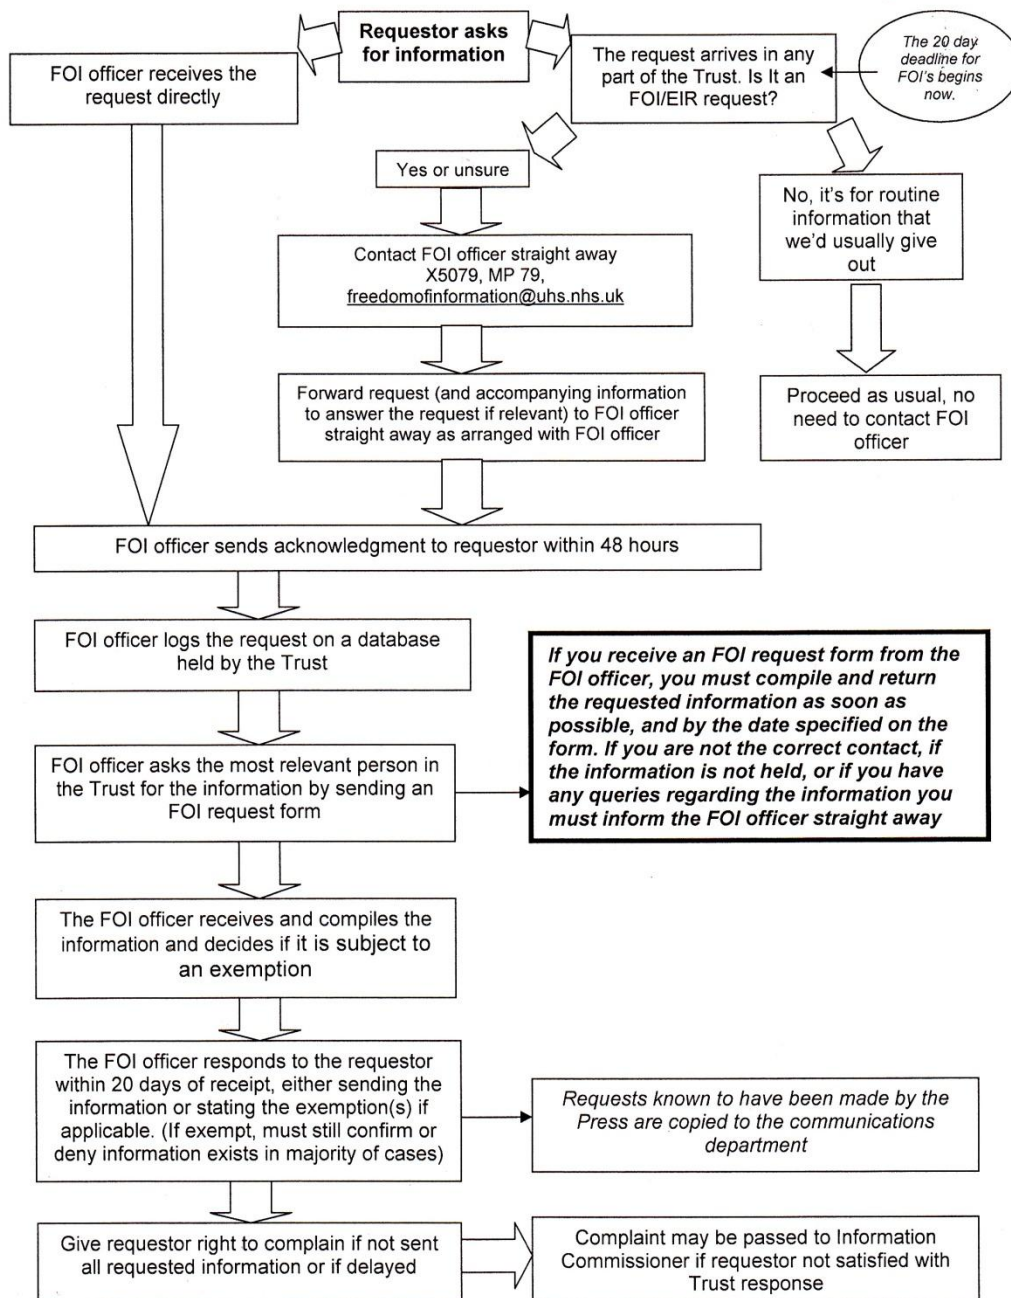 Requestor asks
for information
FOI officer receives the
request directly
The request arrives in any
part of the Trust. Is It an
FOI/EIR request?
The 20 day
deadline for
FOI's begins
now.
Yes or unsure
No, it's for routine
information that
we'd usually give
out
Contact FOI officer straight away
X5079, MP 79,
freedomofinformation@uhs.nhs.uk
Forward request (and accompanying information
to answer the request if relevant) to FOI officer
straight away as arranged with FOI officer
Proceed as usual, no
need to contact FOI
officer
FOI officer sends acknowledgment to requestor within 48 hours
FOI officer logs the request on a database
held by the Trust
If you receive an FOI request form from the
FOI officer, you must compile and return
the requested information as soon as
possible, and by the date specified on the
form. If you are not the correct contact, if
the information is not held, or if you have
any queries regarding the information you
must inform the FOI officer straight away
FOI officer asks the most relevant person in
the Trust for the information by sending an
FOI request form
The FOI officer receives and compiles the
information and decides if it is subject to
an exemption
The FOI officer responds to the requestor
within 20 days of receipt, either sending the
information or stating the exemption(s) if
applicable. (If exempt, must still confirm or
deny information exists in majority of cases)
Requests known to have been made by the
Press are copied to the communications
department
Give requestor right to complain if not sent
all requested information or if delayed
Complaint may be passed to Information
Commissioner if requestor not satisfied with
Trust response